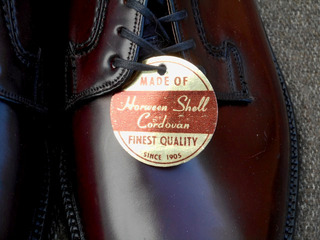 MADE OF
Horween Shell
Cordovan
FINEST QUALITY
SINCE 1905